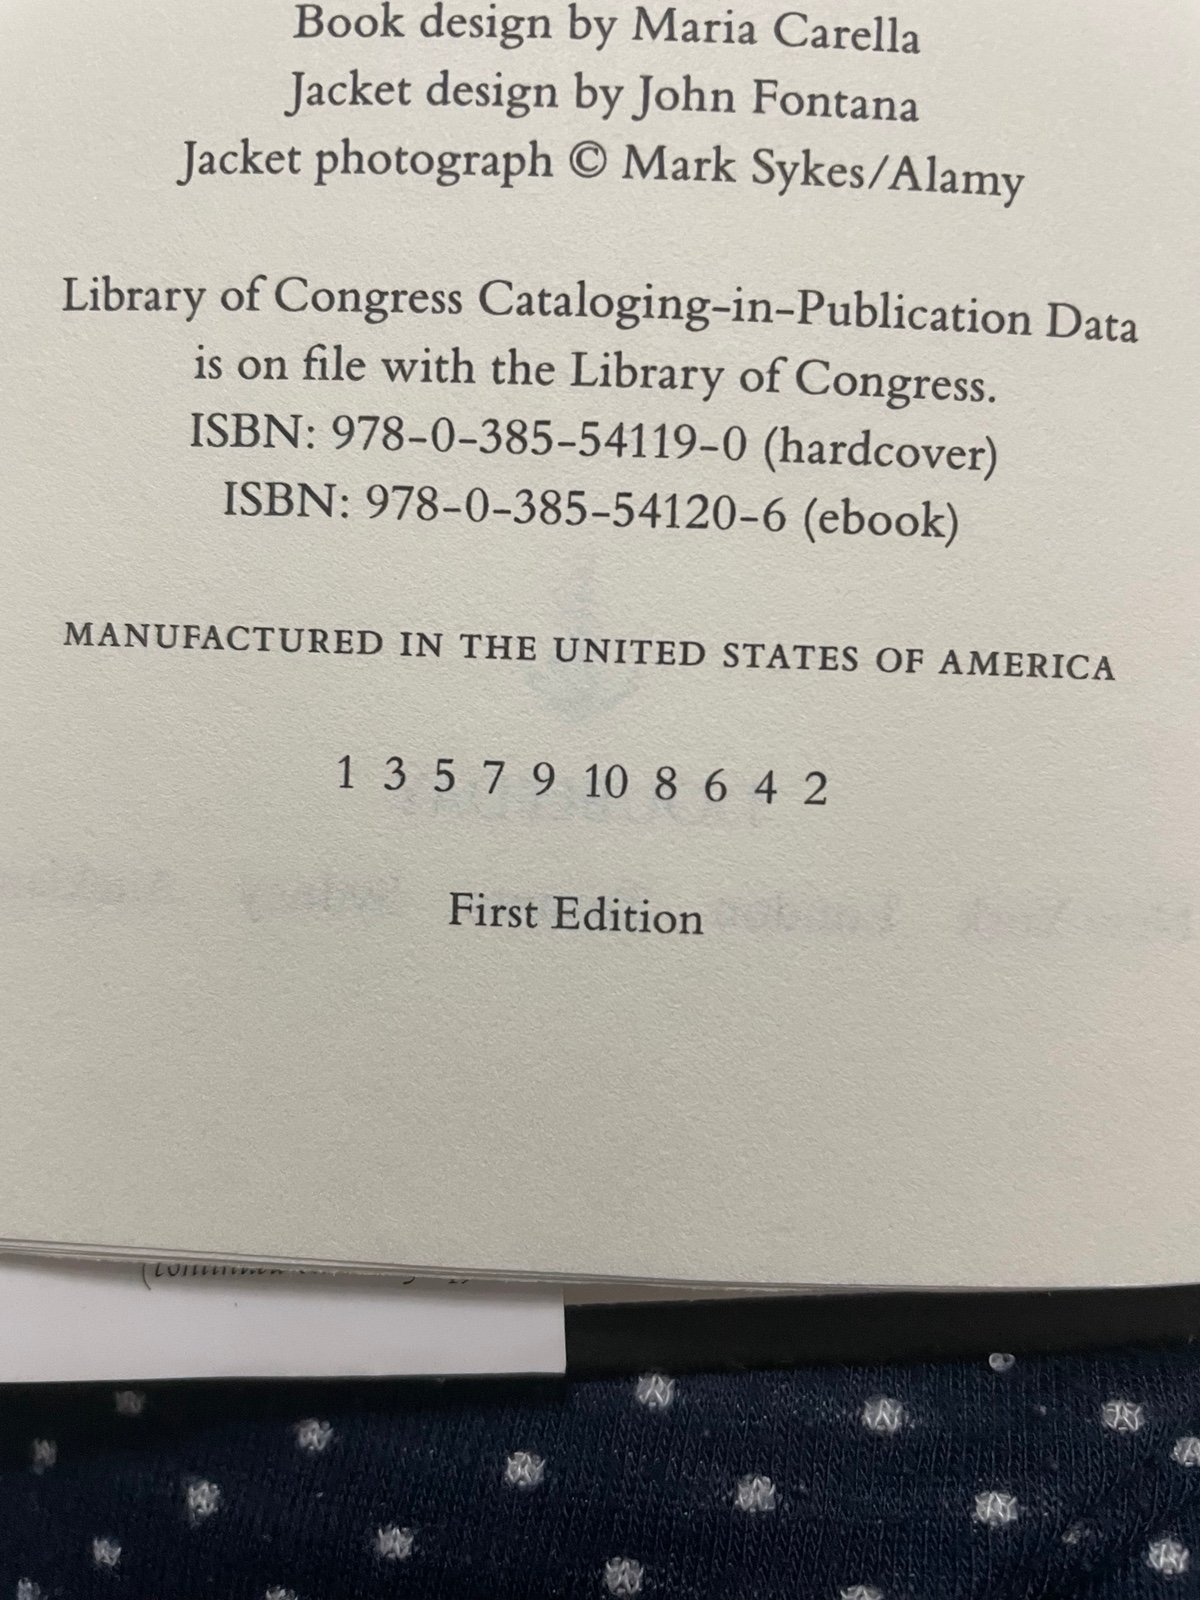 Book design by Maria Carella
Jacket design by John Fontana
Jacket photograph © Mark Sykes/Alamy
Library of Congress Cataloging-in-Publication Data
is on file with the Library of Congress.
ISBN: 978-0-385-54119-0 (hardcover)
ISBN: 978-0-385-54120-6 (ebook)
MANUFACTURED IN THE UNITED STATES OF AMERICA
1 3 5 7 9 10 8 6 4 2
First Edition